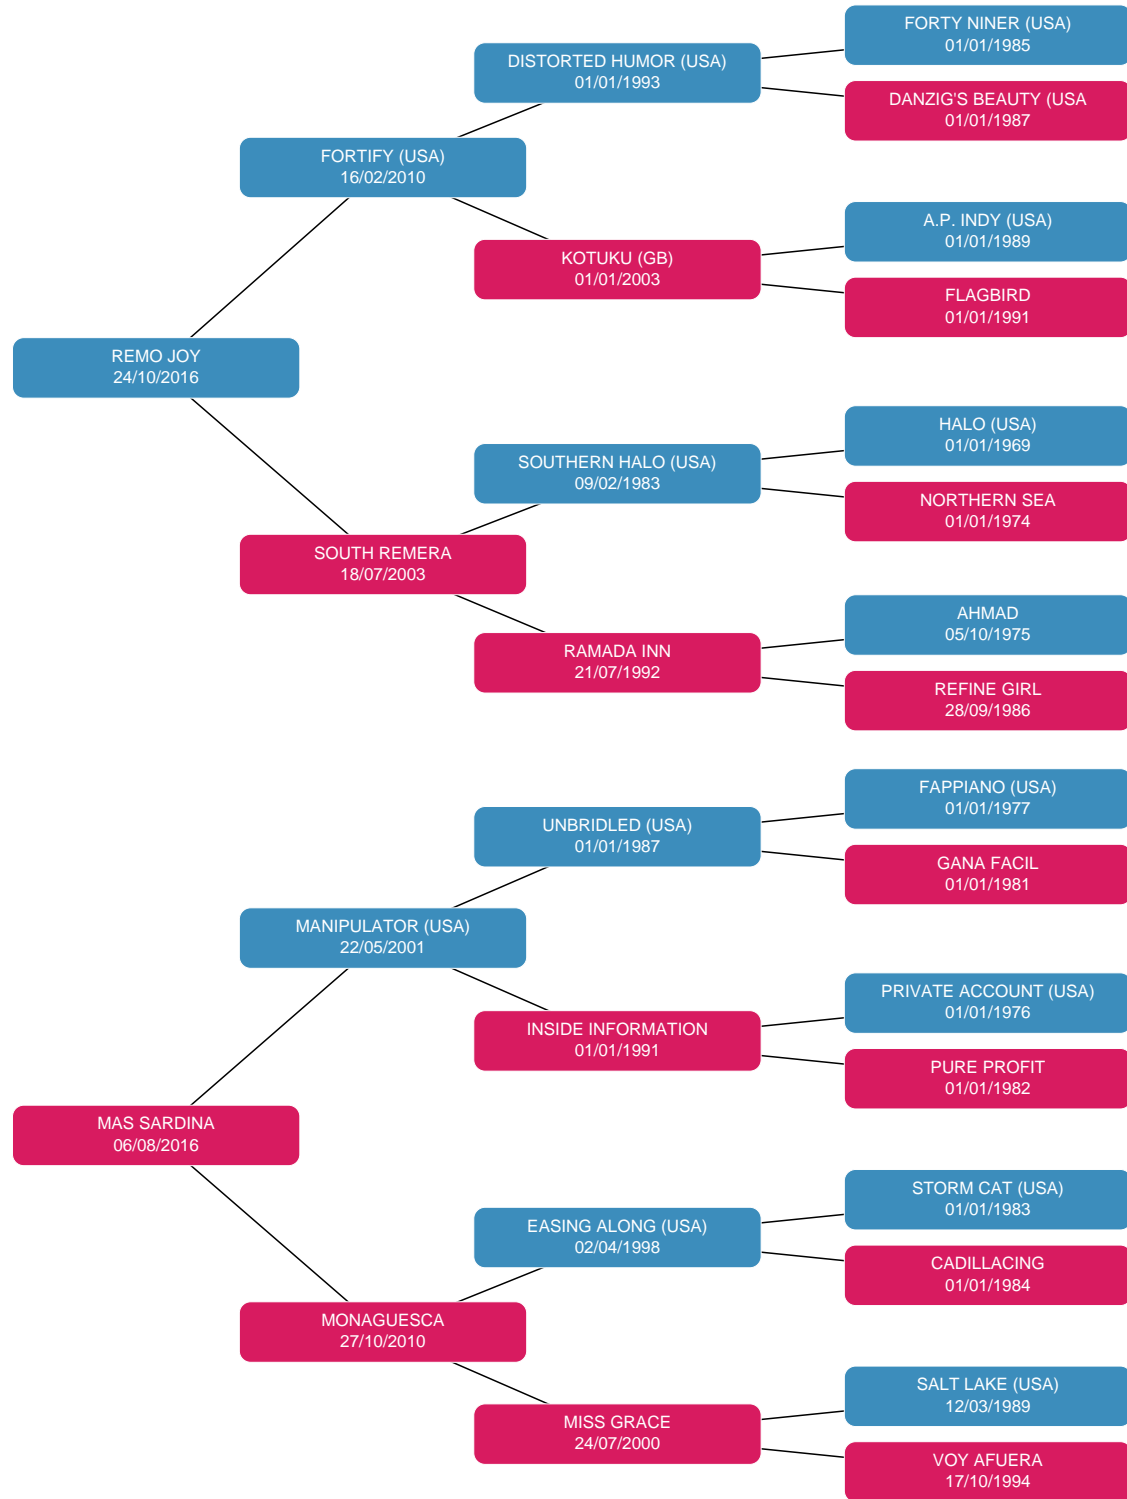 FORTY NINER (USA)
01/01/1985
DISTORTED HUMOR (USA)
01/01/1993
DANZIG'S BEAUTY (USA
01/01/1987
FORTIFY (USA)
16/02/2010
A.P. INDY (USA)
01/01/1989
KOTUKU (GB)
01/01/2003
FLAGBIRD
01/01/1991
REMO JOY
24/10/2016
HALO (USA)
01/01/1969
SOUTHERN HALO (USA)
09/02/1983
NORTHERN SEA
01/01/1974
SOUTH REMERA
18/07/2003
AHMAD
05/10/1975
RAMADA INN
21/07/1992
REFINE GIRL
28/09/1986
FAPPIANO (USA)
01/01/1977
UNBRIDLED (USA)
01/01/1987
GANA FACIL
01/01/1981
MANIPULATOR (USA)
22/05/2001
PRIVATE ACCOUNT (USA)
01/01/1976
INSIDE INFORMATION
01/01/1991
PURE PROFIT
01/01/1982
MAS SARDINA
06/08/2016
STORM CAT (USA)
01/01/1983
EASING ALONG (USA)
02/04/1998
CADILLACING
01/01/1984
MONAGUESCA
27/10/2010
SALT LAKE (USA)
12/03/1989
MISS GRACE
24/07/2000
VOY AFUERA
17/10/1994